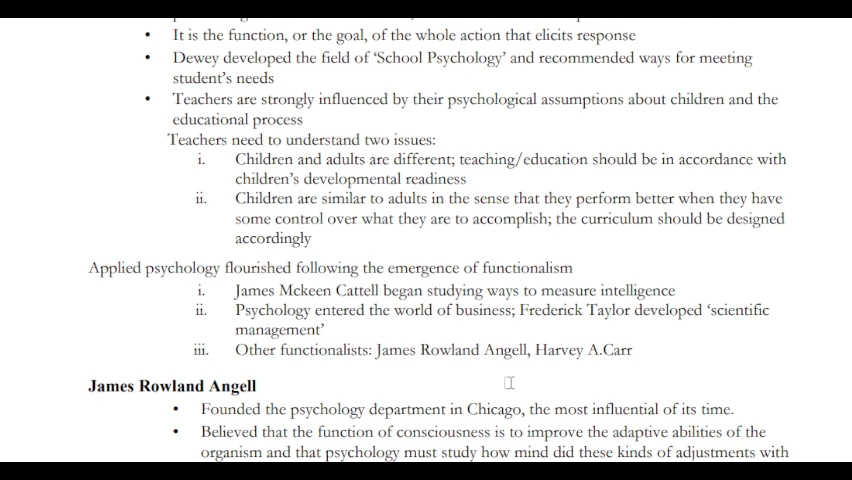 • It is the function, or the goal, of the whole action that elicits response
• Dewey developed the field of ‘School Psychology’ and recommended ways for meeting
student’s needs
• Teachers are strongly influenced by their psychological assumptions about children and the
educational process
Teachers need to understand two issues:
i. Children and adults are different; teaching/education should be in accordance with
children’s developmental readiness
ii. Children are similar to adults in the sense that they perform better when they have
some control over what they are to accomplish; the curriculum should be designed
accordingly
Applied psychology flourished following the emergence of functionalism
i. James Mckeen Cattell began studying ways to measure intelligence
ii. Psychology entered the world of business; Frederick Taylor developed ‘scientific
management’
iii. Other functionalists: James Rowland Angell, Harvey A.Carr
James Rowland Angell
• Founded the psychology department in Chicago, the most influential of its time.
• Believed that the function of consciousness is to improve the adaptive abilities of the
organism and that psychology must study how mind did these kinds of adjustments with